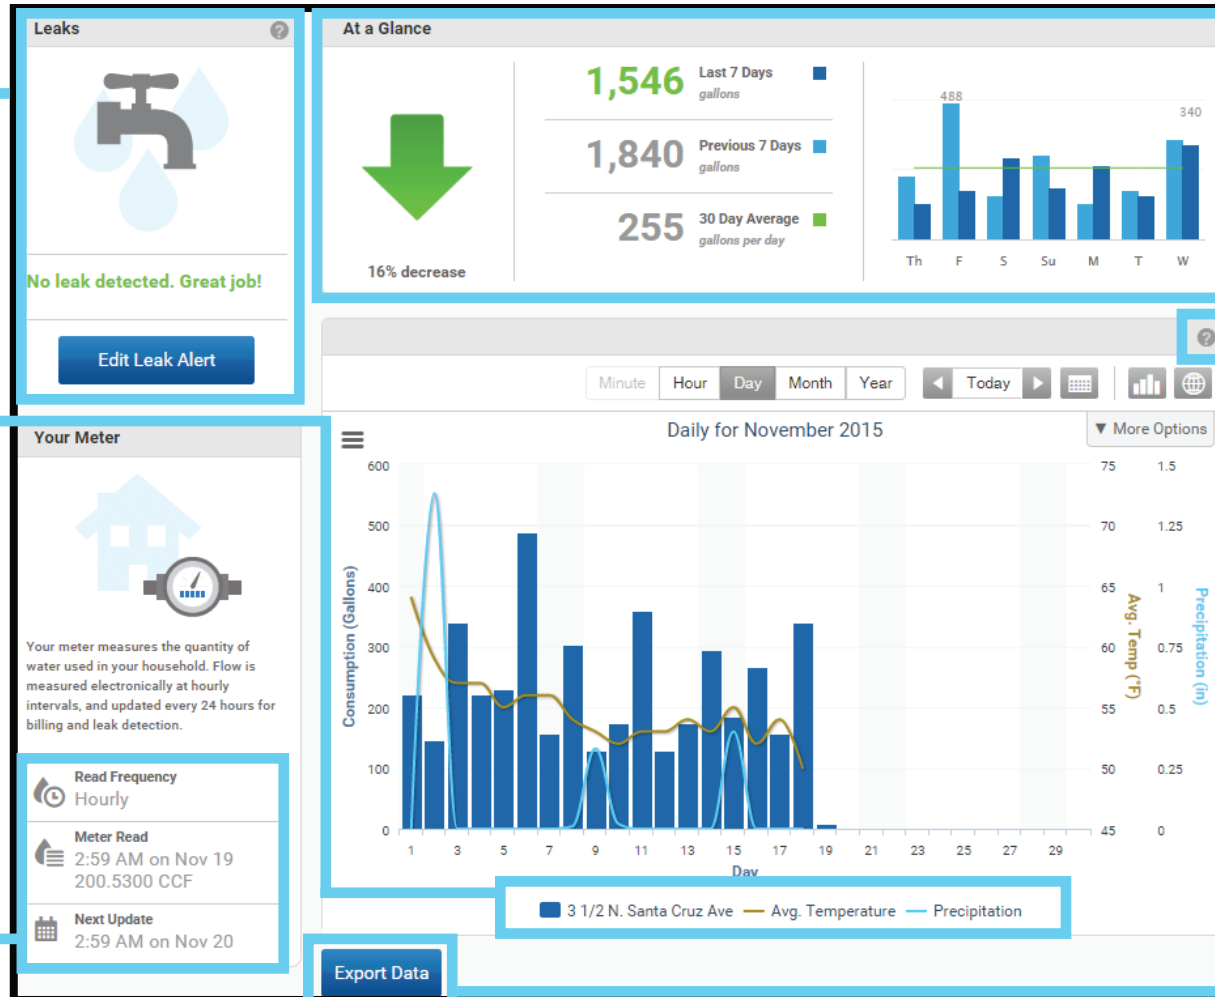 Leaks
?
No leak detected. Great job!
Edit Leak Alert
At a Glance
16% decrease
1,546 Last 7 Days
gallons
1,840 Previous 7 Days
gallons
255 30 Day Average
gallons per day
488
340
Th F S Su M T W
?
Minute Hour Day Month Year Today
▼ More Options
Daily for November 2015
Consumption (Gallons)
600
500
400
300
200
100
0
75
70
65
60
55
50
45
Avg. Temp (°F)
1.5
1.25
1
0.75
0.5
0.25
0
Precipitation (in)
1 3 5 7 9 11 13 15 17 19 21 23 25 27 29
Day
3 1/2 N. Santa Cruz Ave Avg. Temperature Precipitation
Your Meter
Your meter measures the quantity of
water used in your household. Flow is
measured electronically at hourly
intervals, and updated every 24 hours for
billing and leak detection.
Read Frequency
Hourly
Meter Read
2:59 AM on Nov 19
200.5300 CCF
Next Update
2:59 AM on Nov 20
Export Data